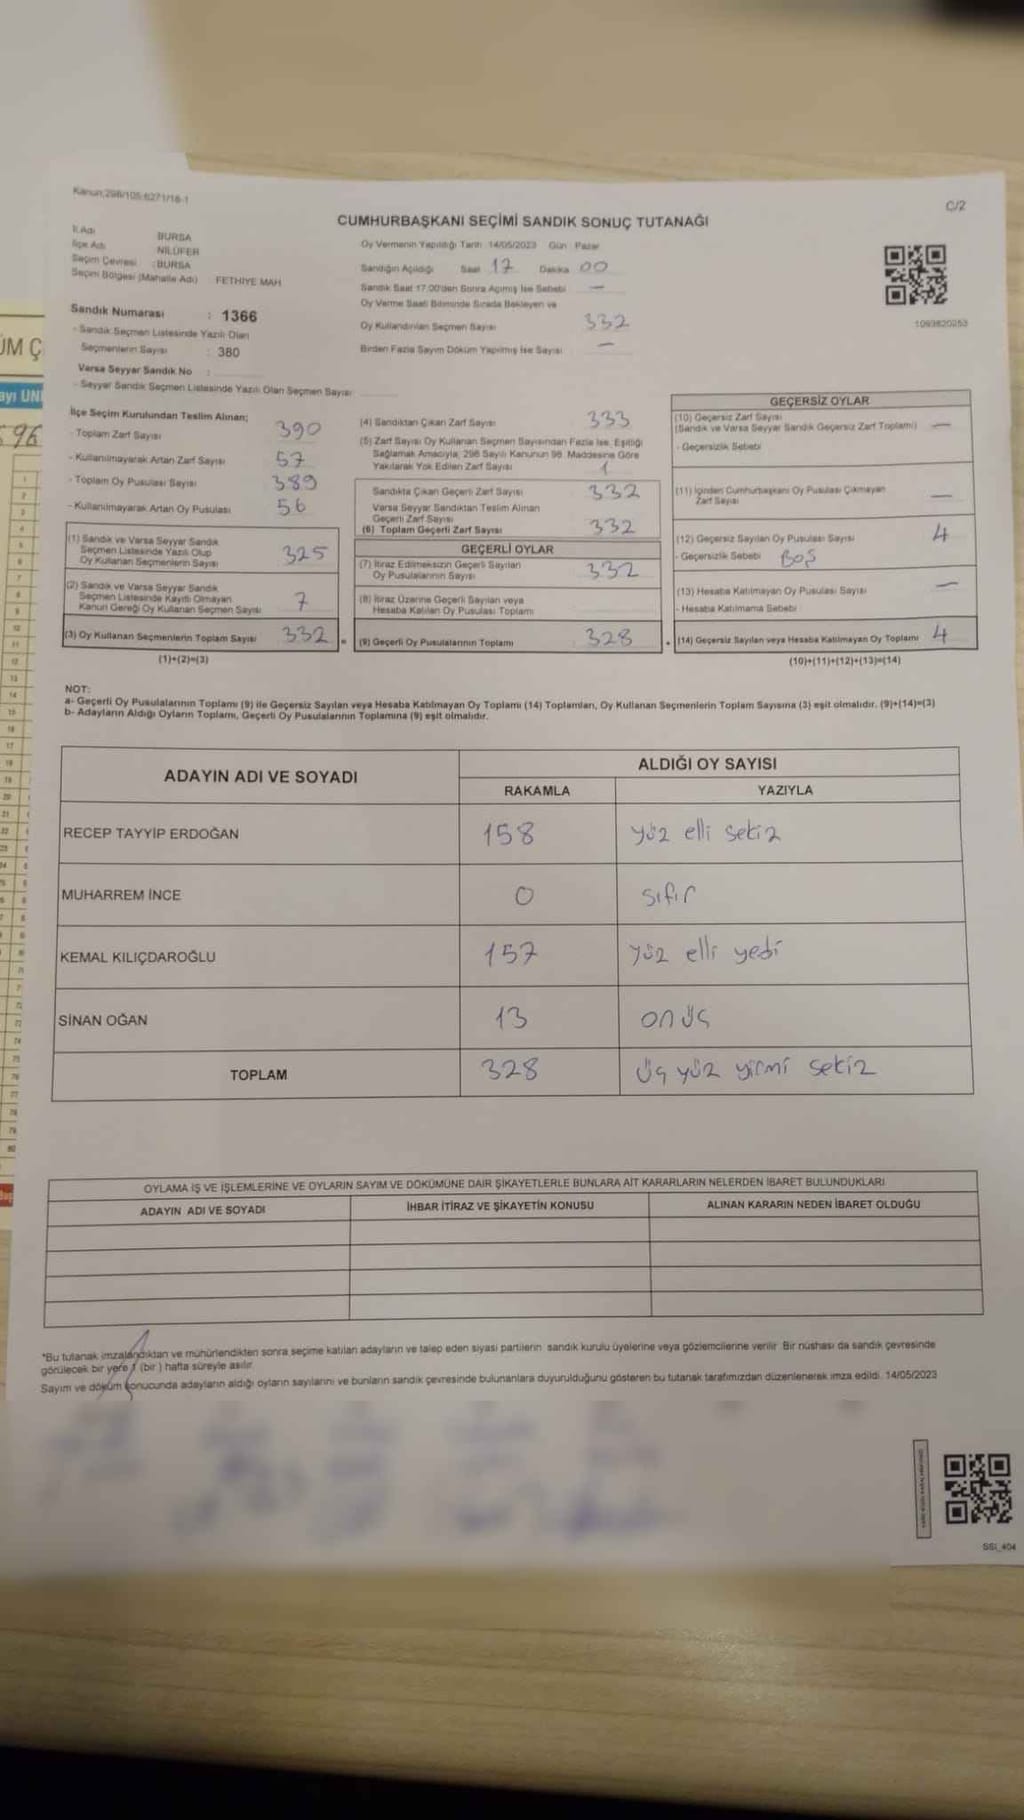 Kanun:298/105;6271/18-1
C/2
CUMHURBAŞKANI SEÇİMİ SANDIK SONUÇ TUTANAĞI
İl Adı BURSA
İlçe Adı NİLÜFER
Seçim Çevresi :BURSA
Seçim Bölgesi (Mahalle Adı) FETHİYE MAH
Sandık Numarası : 1366
- Sandık Seçmen Listesinde Yazılı Olan
Seçmenlerin Sayısı : 380
Varsa Seyyar Sandık No :
- Seyyar Sandık Seçmen Listesinde Yazılı Olan Seçmen Sayısı
Oy Vermenin Yapıldığı Tarih 14/05/2023 Gün Pazar
Sandığın Açıldığı Saat 17 Dakika 00
Sandık Saat 17:00'den Sonra Açımış İse Sebebi —
Oy Verme Saati Bitiminde Sırada Bekleyen ve
Oy Kullandırılan Seçmen Sayısı 332
Birden Fazla Sayım Döküm Yapılmış İse Sayısı —
1093820253
İlçe Seçim Kurulundan Teslim Alınan;
- Toplam Zarf Sayısı 390
- Kullanılmayarak Artan Zarf Sayısı 57
- Toplam Oy Pusulası Sayısı 389
- Kullanılmayarak Artan Oy Pusulası 56
(1) Sandık ve Varsa Seyyar Sandık
Seçmen Listesinde Yazılı Olup
Oy Kullanan Seçmenlerin Sayısı 325
(2) Sandık ve Varsa Seyyar Sandık
Seçmen Listesinde Kayıtlı Olmayan
Kanun Gereği Oy Kullanan Seçmen Sayısı 7
(3) Oy Kullanan Seçmenlerin Toplam Sayısı 332 =
(1)+(2)=(3)
(4) Sandıktan Çıkan Zarf Sayısı 333
(5) Zarf Sayısı Oy Kullanan Seçmen Sayısından Fazla İse, Eşitliği
Sağlamak Amacıyla; 298 Sayılı Kanunun 98. Maddesine Göre
Yakılarak Yok Edilen Zarf Sayısı 1
Sandıkta Çıkan Geçerli Zarf Sayısı 332
Varsa Seyyar Sandıktan Teslim Alınan
Geçerli Zarf Sayısı
(6) Toplam Geçerli Zarf Sayısı 332
GEÇERLİ OYLAR
(7) İtiraz Edilmeksizin Geçerli Sayılan
Oy Pusulalarının Sayısı 332
(8) İtiraz Üzerine Geçerli Sayılan veya
Hesaba Katılan Oy Pusulası Toplamı
(9) Geçerli Oy Pusulalarının Toplamı 328 +
GEÇERSİZ OYLAR
(10) Geçersiz Zarf Sayısı
(Sandık ve Varsa Seyyar Sandık Geçersiz Zarf Toplamı) —
- Geçersizlik Sebebi
(11) İçinden Cumhurbaşkanı Oy Pusulası Çıkmayan
Zarf Sayısı —
(12) Geçersiz Sayılan Oy Pusulası Sayısı 4
- Geçersizlik Sebebi BOŞ
(13) Hesaba Katılmayan Oy Pusulası Sayısı —
- Hesaba Katılmama Sebebi
(14) Geçersiz Sayılan veya Hesaba Katılmayan Oy Toplamı 4
(10)+(11)+(12)+(13)=(14)
NOT:
a- Geçerli Oy Pusulalarının Toplamı (9) ile Geçersiz Sayılan veya Hesaba Katılmayan Oy Toplamı (14) Toplamları, Oy Kullanan Seçmenlerin Toplam Sayısına (3) eşit olmalıdır. (9)+(14)=(3)
b- Adayların Aldığı Oyların Toplamı, Geçerli Oy Pusulalarının Toplamına (9) eşit olmalıdır.
ADAYIN ADI VE SOYADI
ALDIĞI OY SAYISI
RAKAMLA YAZIYLA
RECEP TAYYİP ERDOĞAN 158 yüz elli sekiz
MUHARREM İNCE 0 sıfır
KEMAL KILIÇDAROĞLU 157 yüz elli yedi
SİNAN OĞAN 13 onüç
TOPLAM 328 üç yüz yirmi sekiz
OYLAMA İŞ VE İŞLEMLERİNE VE OYLARIN SAYIM VE DÖKÜMÜNE DAİR ŞİKAYETLERLE BUNLARA AİT KARARLARIN NELERDEN İBARET BULUNDUKLARI
ADAYIN ADI VE SOYADI İHBAR İTİRAZ VE ŞİKAYETİN KONUSU ALINAN KARARIN NEDEN İBARET OLDUĞU
*Bu tutanak imzalandıktan ve mühürlendikten sonra seçime katılan adayların ve talep eden siyasi partilerin sandık kurulu üyelerine veya gözlemcilerine verilir. Bir nüshası da sandık çevresinde
görülecek bir yere 1 (bir ) hafta süreyle asılır.
Sayım ve döküm sonucunda adayların aldığı oyların sayılarını ve bunların sandık çevresinde bulunanlara duyurulduğunu gösteren bu tutanak tarafımızdan düzenlenerek imza edildi. 14/05/2023
SSİ_404